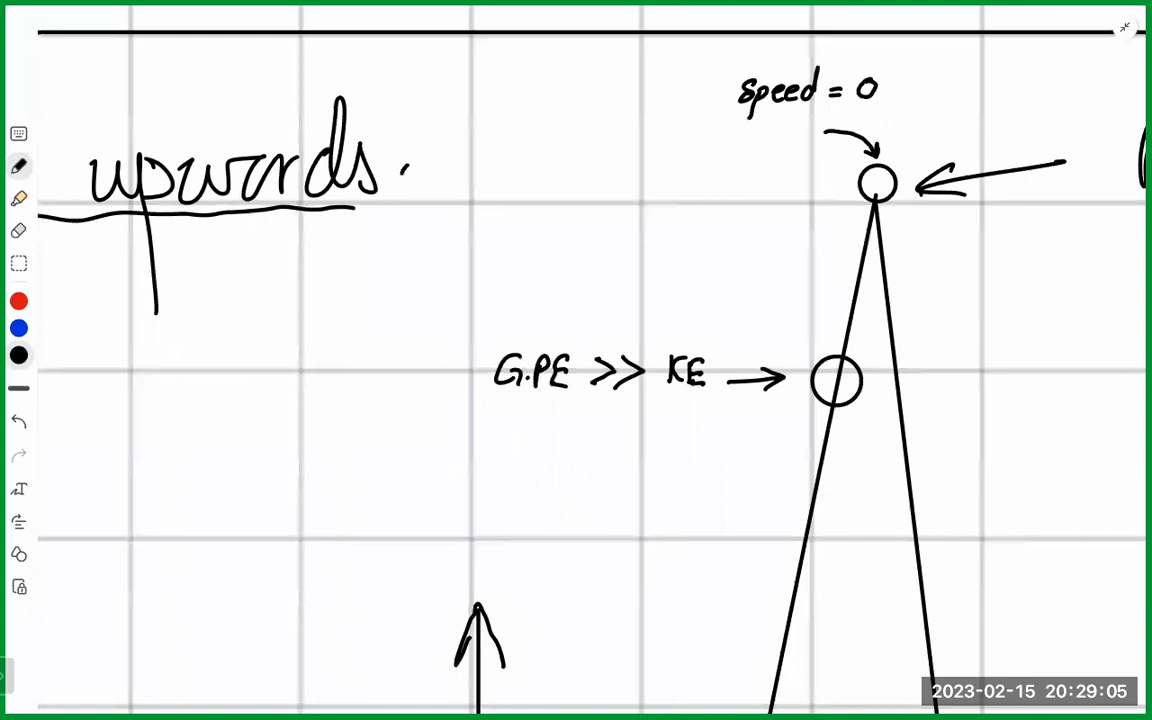 speed = 0
upwards.
G.PE >> KE →
2023-02-15 20:29:05